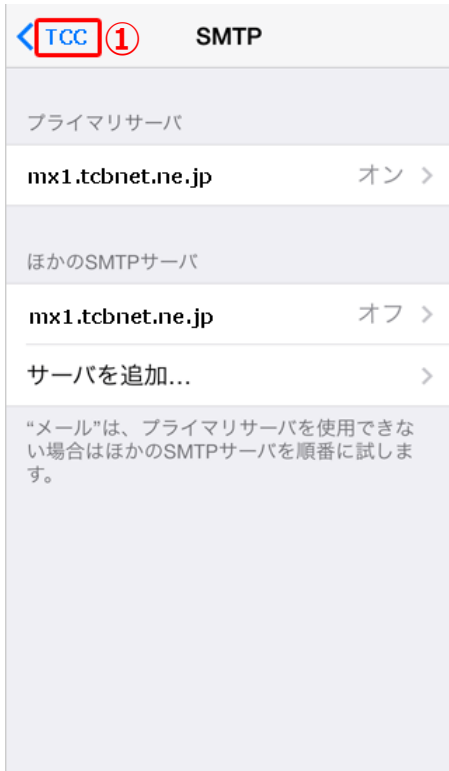 TCC ① SMTP
プライマリサーバ
mx1.tcbnet.ne.jp オン
ほかのSMTPサーバ
mx1.tcbnet.ne.jp オフ
サーバを追加...
“メール”は、プライマリサーバを使用できな
い場合はほかのSMTPサーバを順番に試しま
す。